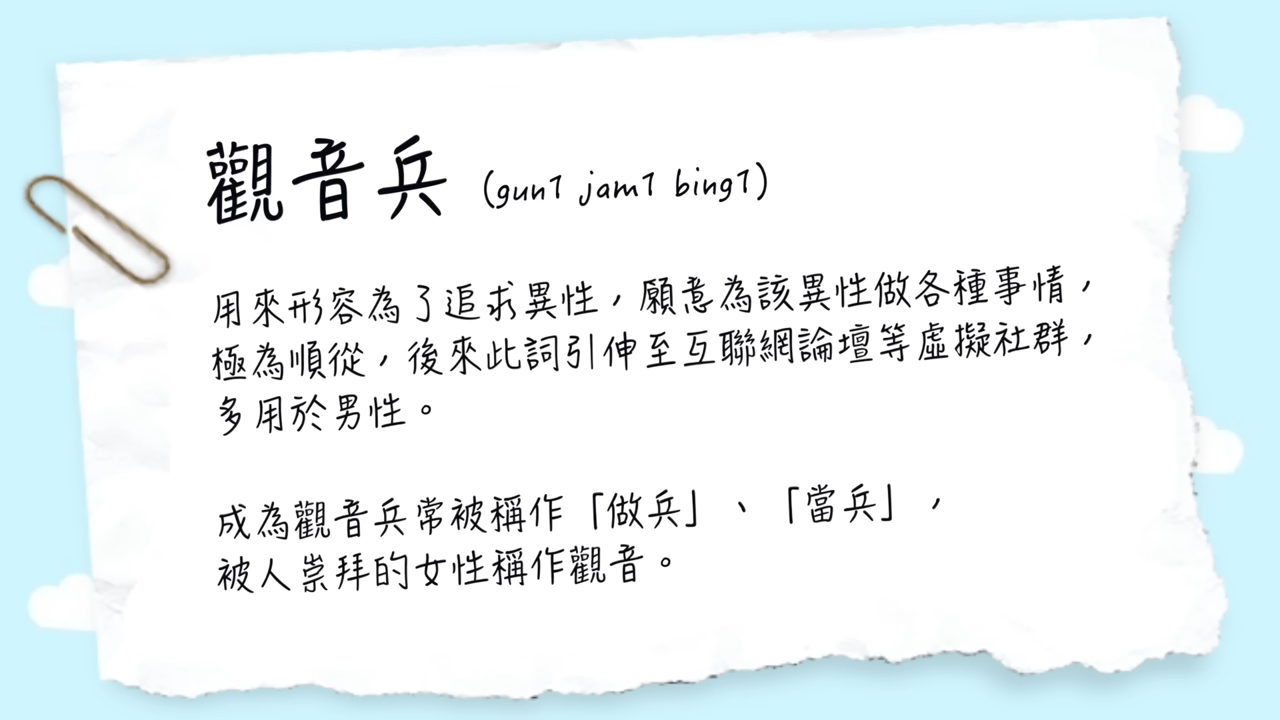 觀音兵 (gun1 jam1 bing1)
用來形容為了追求異性，願意為該異性做各種事情，
極為順從，後來此詞引伸至互聯網論壇等虛擬社群，
多用於男性。
成為觀音兵常被稱作「做兵」、「當兵」，
被人崇拜的女性稱作觀音。